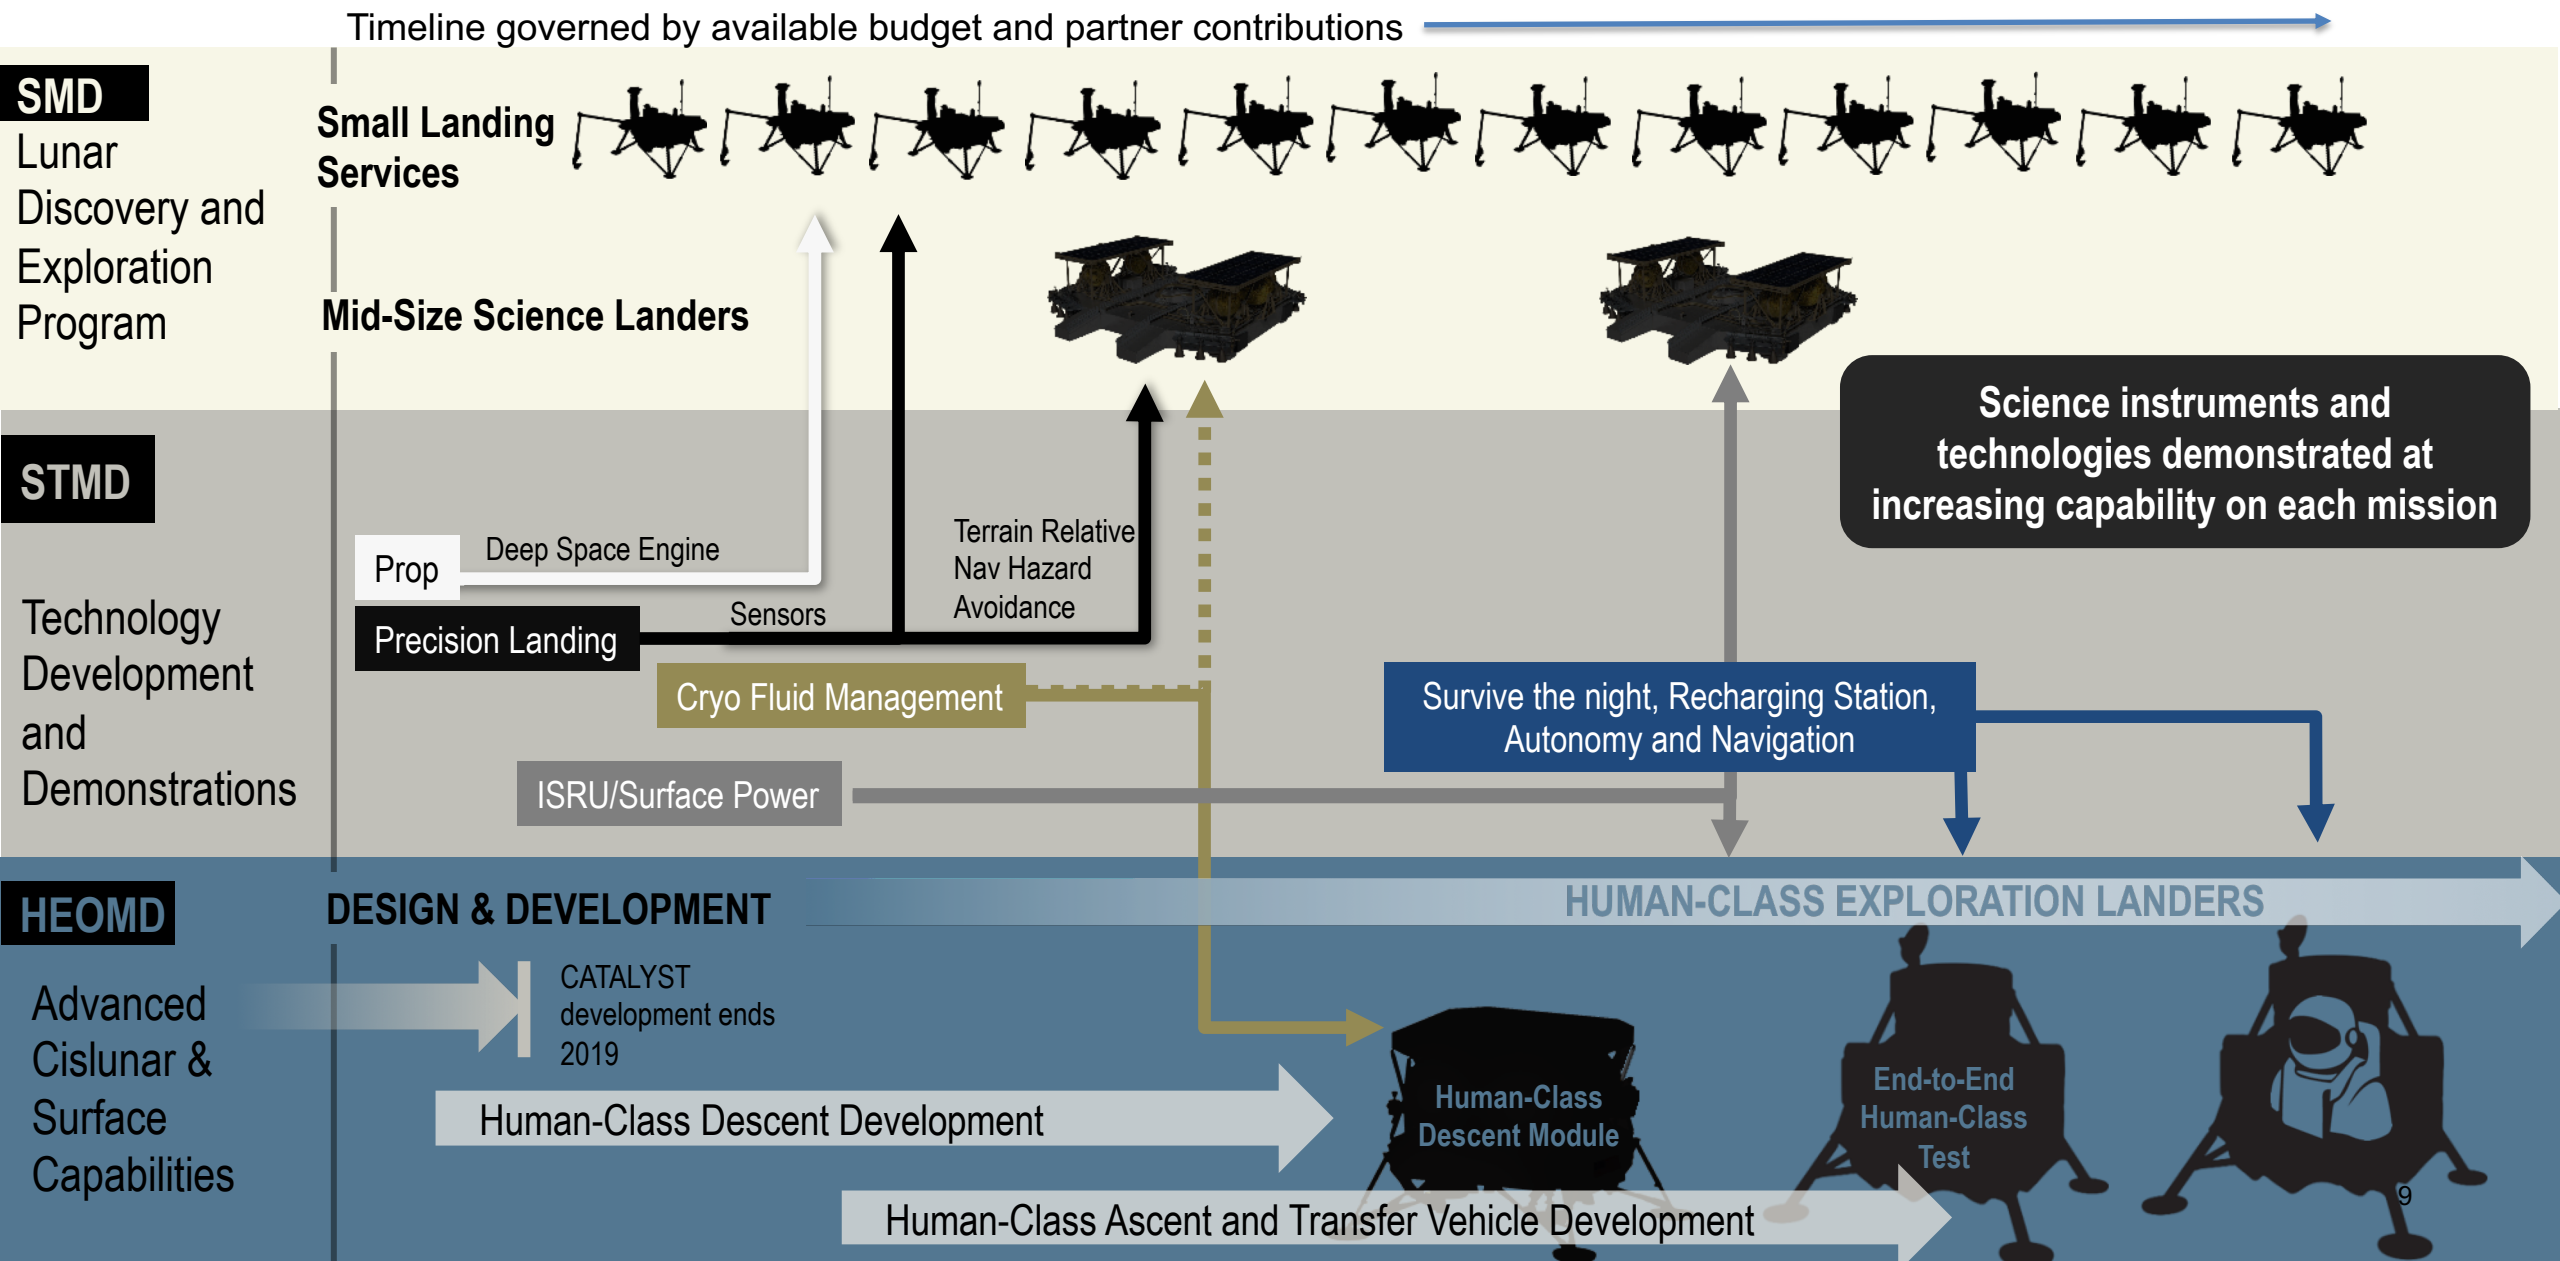 Timeline governed by available budget and partner contributions
SMD
Lunar
Discovery and
Exploration
Program
Small Landing
Services
Mid-Size Science Landers
Science instruments and
technologies demonstrated at
increasing capability on each mission
STMD
Technology
Development
and
Demonstrations
Prop
Deep Space Engine
Precision Landing
Sensors
Terrain Relative
Nav Hazard
Avoidance
Cryo Fluid Management
Survive the night, Recharging Station,
Autonomy and Navigation
ISRU/Surface Power
HEOMD
Advanced
Cislunar &
Surface
Capabilities
DESIGN & DEVELOPMENT
HUMAN-CLASS EXPLORATION LANDERS
CATALYST
development ends
2019
Human-Class Descent Development
Human-Class
Descent Module
End-to-End
Human-Class
Test
Human-Class Ascent and Transfer Vehicle Development
9